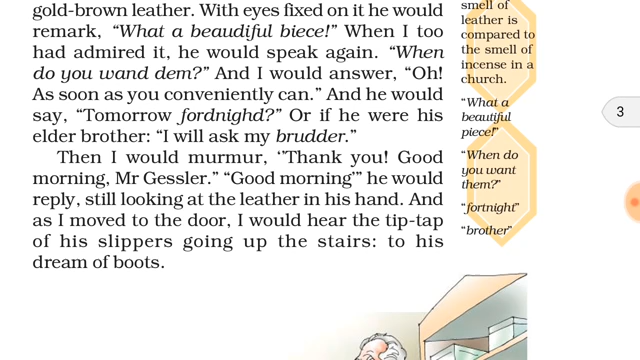 gold-brown leather. With eyes fixed on it he would
remark, “What a beaudiful biece!” When I too
had admired it, he would speak again. “When
do you wand dem?” And I would answer, “Oh!
As soon as you conveniently can.” And he would
say, “Tomorrow fordnighd?” Or if he were his
elder brother: “I will ask my brudder.”
Then I would murmur, ‘'Thank you! Good
morning, Mr Gessler.” “Good morning”' he would
reply, still looking at the leather in his hand. And
as I moved to the door, I would hear the tip-tap
of his slippers going up the stairs: to his
dream of boots.
smell of
leather is
compared to
the smell of
incense in a
church.
“What a
beautiful
piece!”
“When do
you want
them?”
“fortnight”
“brother”
3